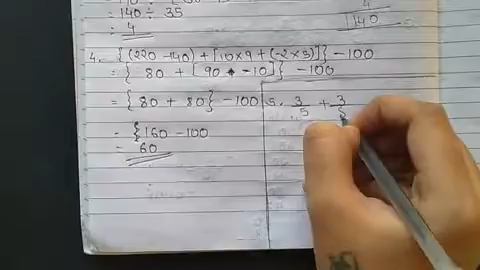 = 140 ÷ 35
= 4
4
1140
4. {(220 - 140) + [10 × 9 + (-2 × 5)]} - 100
= { 80 + [90 - 10] } - 100
= { 80 + 80} - 100
= { 160 - 100
= 60
5. 3/5 + 3/